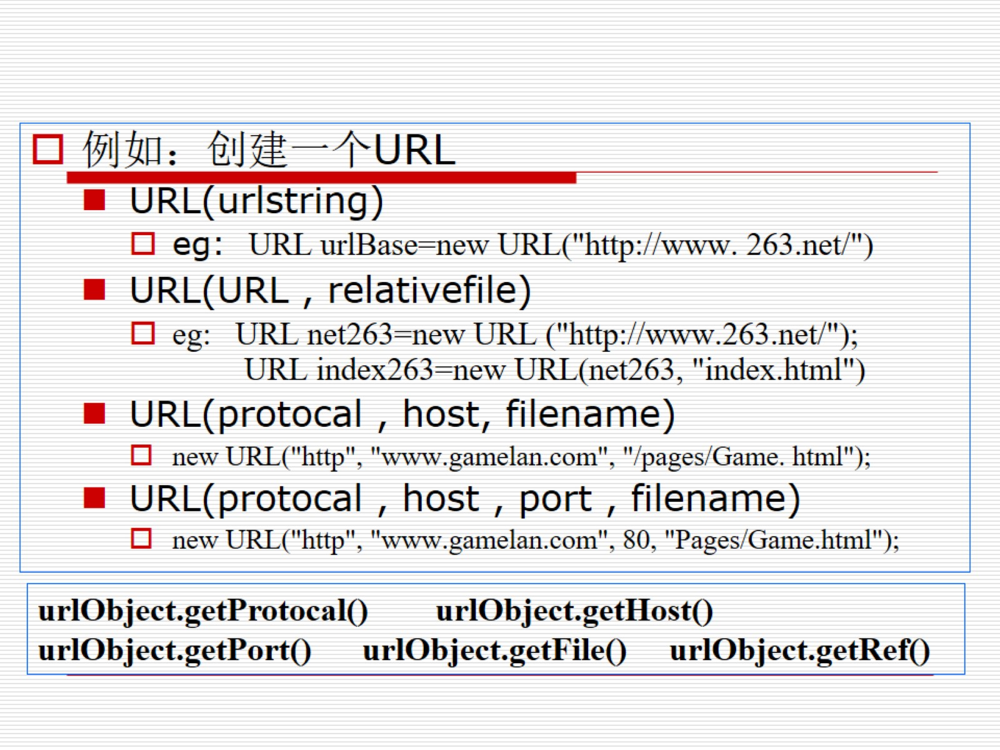 例如：创建一个URL
URL(urlstring)
eg: URL urlBase=new URL("http://www. 263.net/")
URL(URL , relativefile)
eg: URL net263=new URL ("http://www.263.net/");
URL index263=new URL(net263, "index.html")
URL(protocal , host, filename)
new URL("http", "www.gamelan.com", "/pages/Game. html");
URL(protocal , host , port , filename)
new URL("http", "www.gamelan.com", 80, "Pages/Game.html");
urlObject.getProtocal() urlObject.getHost()
urlObject.getPort() urlObject.getFile() urlObject.getRef()